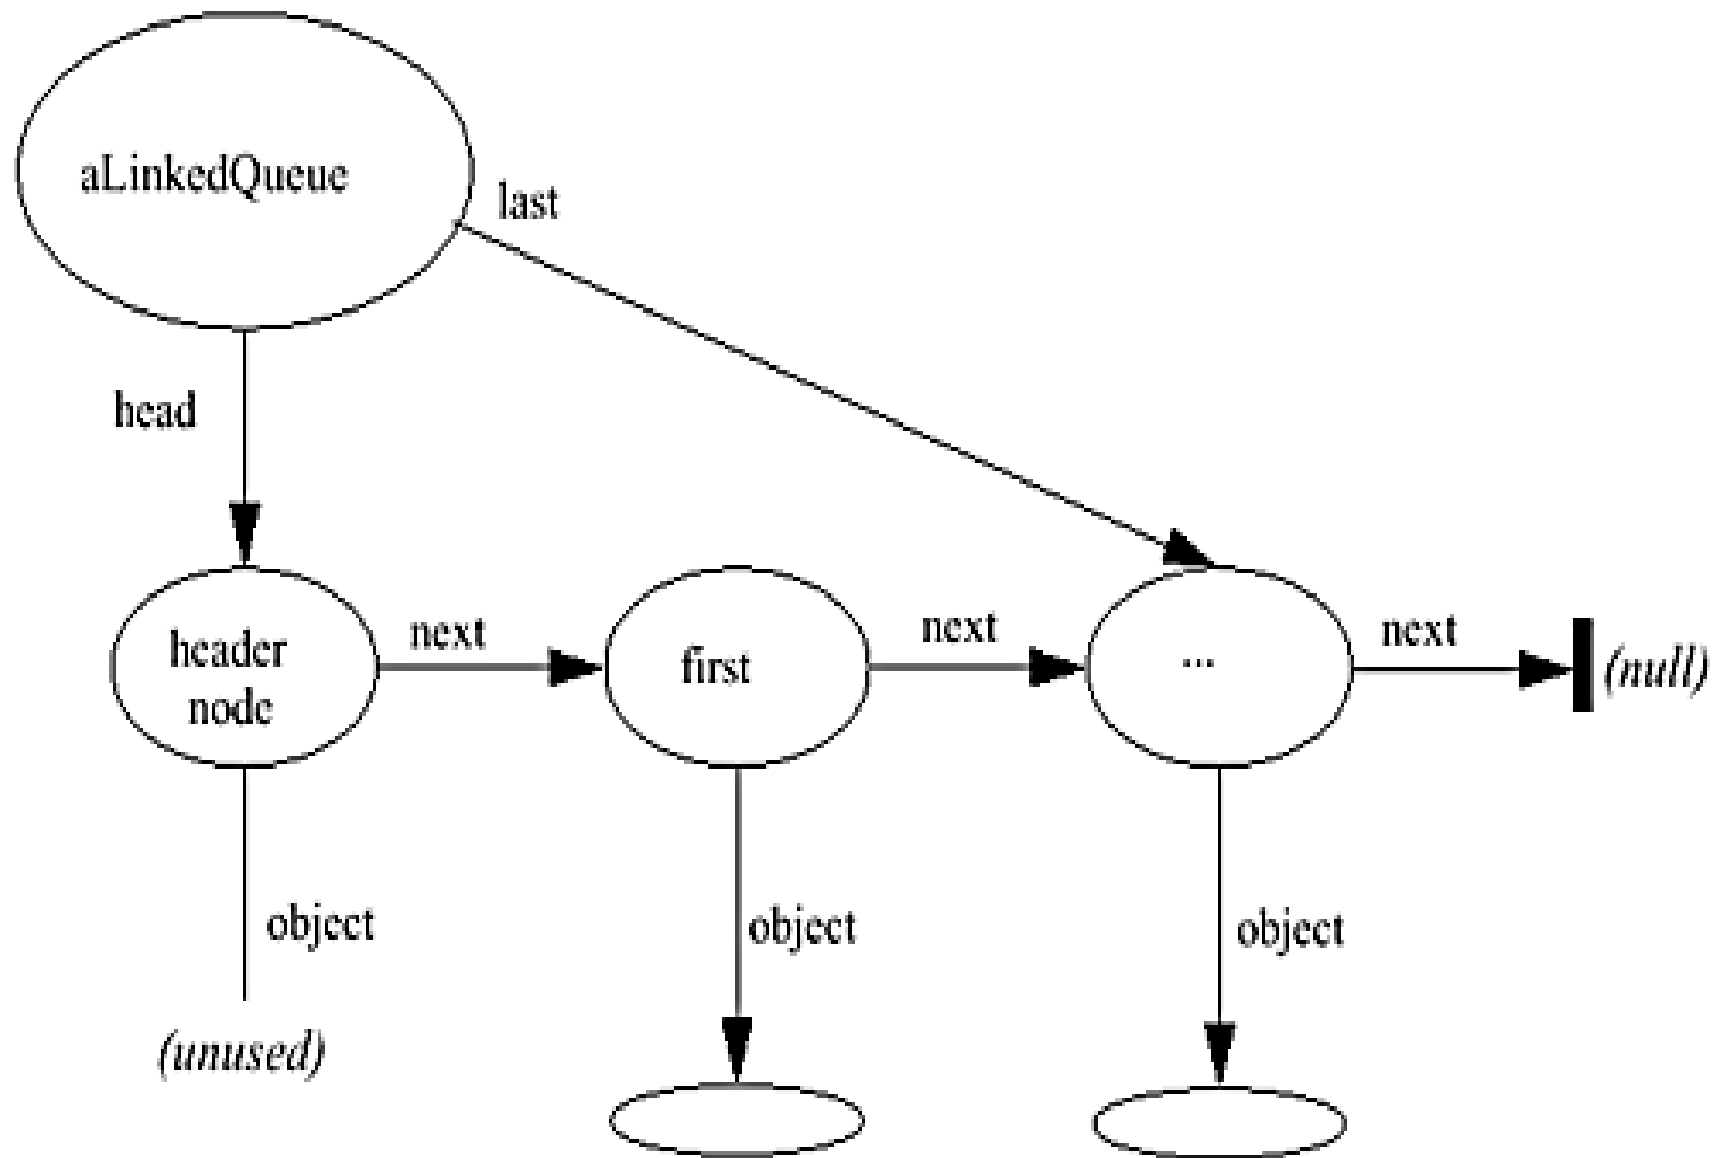 aLinkedQueue
last
head
header
node
next
first
next
...
next
(null)
object
object
object
(unused)